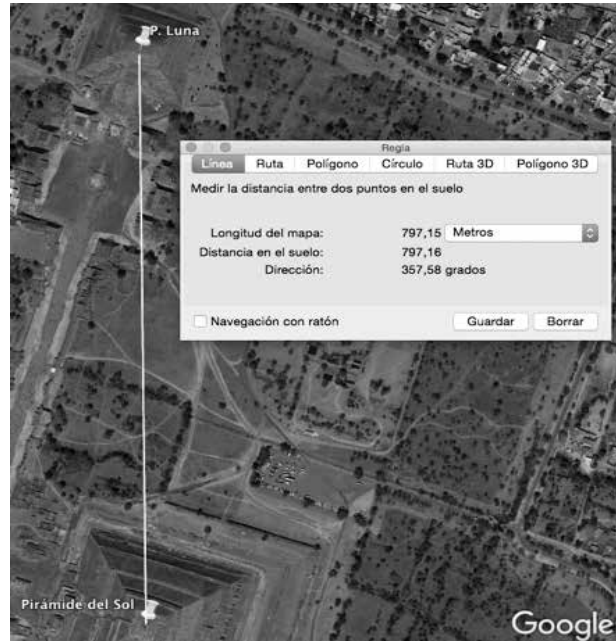 P. Luna
Regla
Línea Ruta Polígono Círculo Ruta 3D Polígono 3D
Medir la distancia entre dos puntos en el suelo
Longitud del mapa: 797,15 Metros
Distancia en el suelo: 797,16
Dirección: 357,58 grados
Navegación con ratón Guardar Borrar
Pirámide del Sol
Google